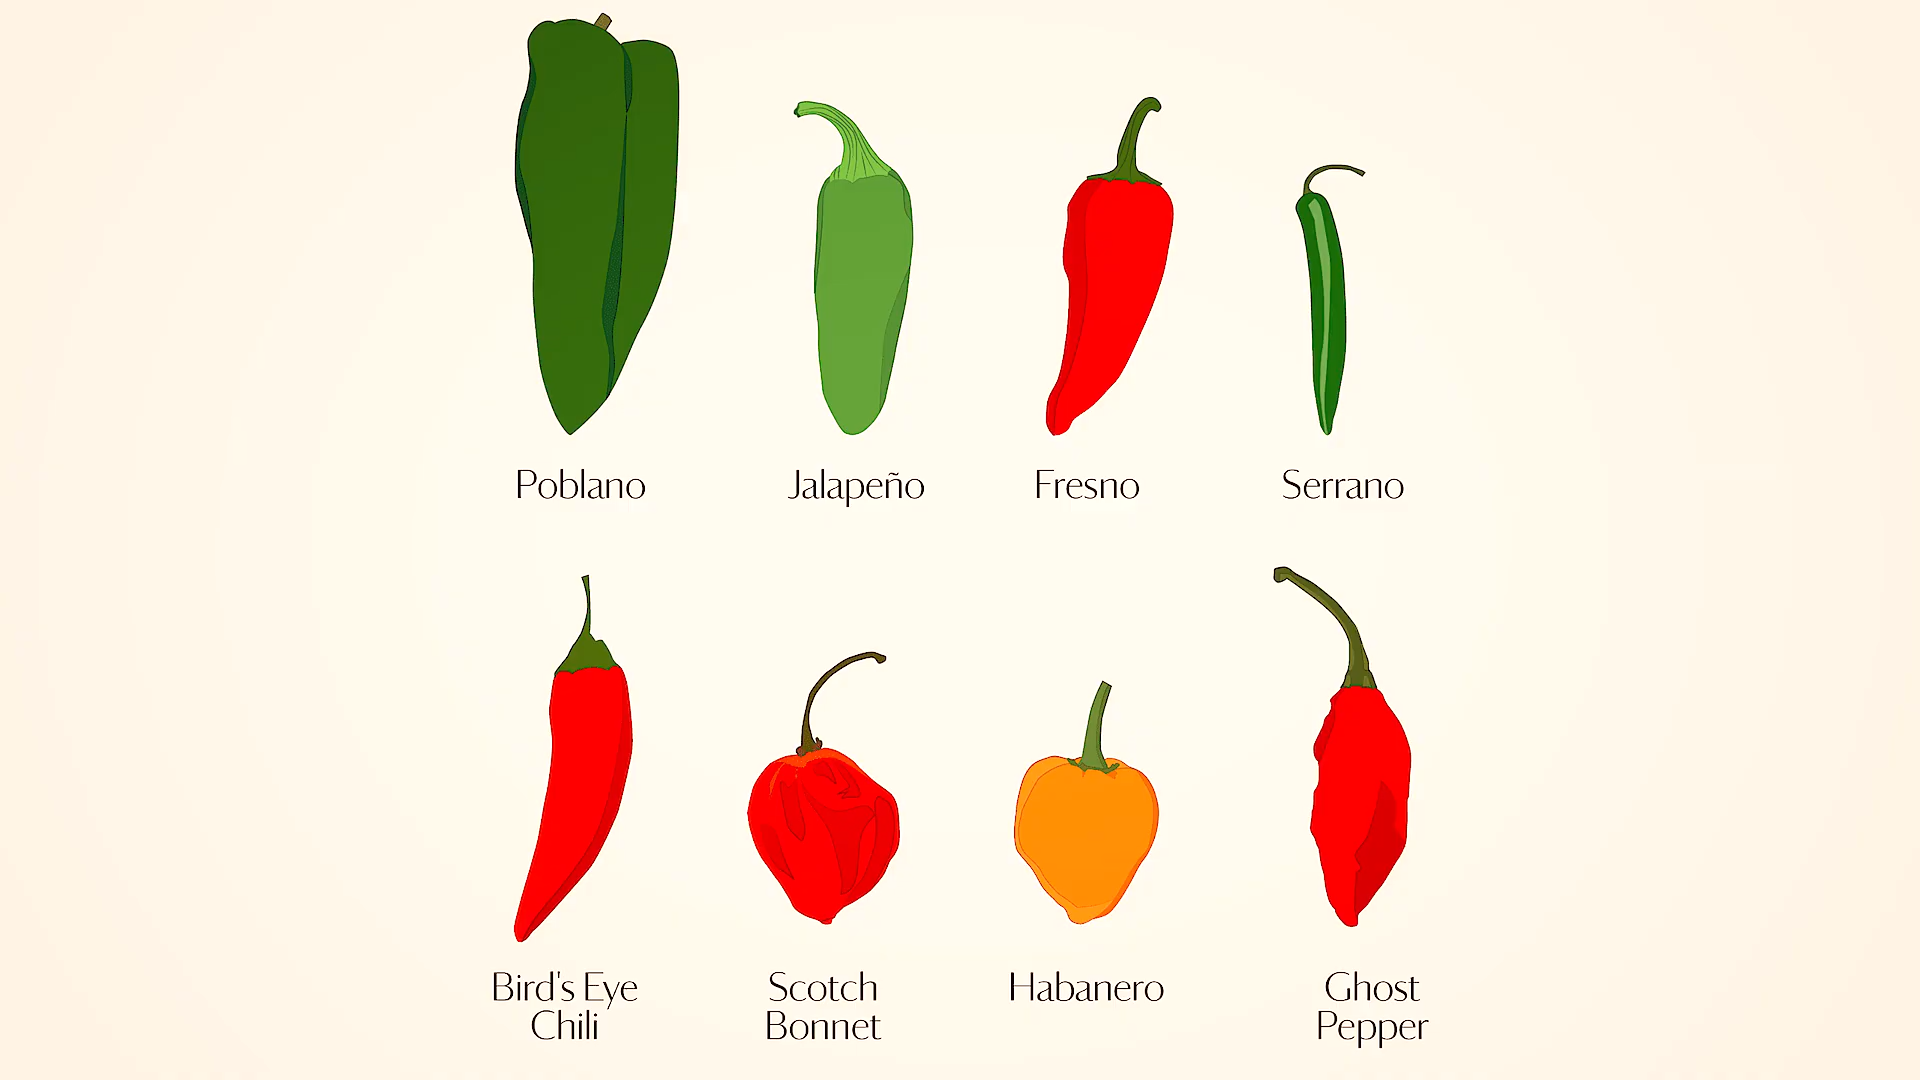 Poblano
Jalapeño
Fresno
Serrano
Bird's Eye
Chili
Scotch
Bonnet
Habanero
Ghost
Pepper